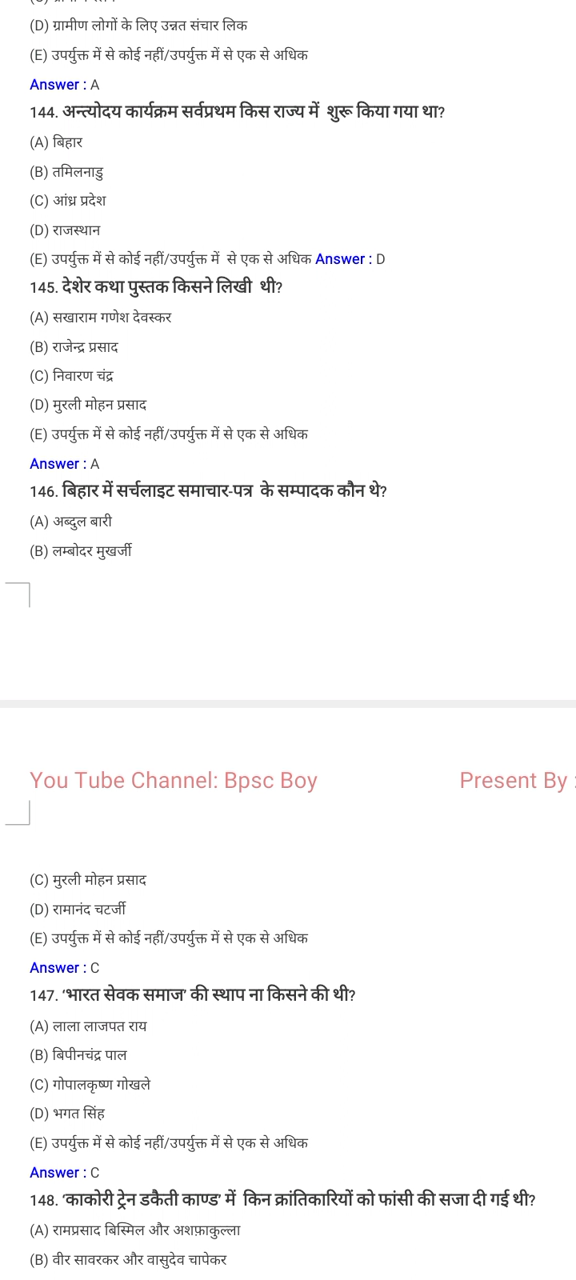 (D) ग्रामीण लोगों के लिए उन्नत संचार लिक
(E) उपर्युक्त में से कोई नहीं/उपर्युक्त में से एक से अधिक
Answer : A
144. अन्त्योदय कार्यक्रम सर्वप्रथम किस राज्य में शुरू किया गया था?
(A) बिहार
(B) तमिलनाडु
(C) आंध्र प्रदेश
(D) राजस्थान
(E) उपर्युक्त में से कोई नहीं/उपर्युक्त में से एक से अधिक Answer : D
145. देशेर कथा पुस्तक किसने लिखी थी?
(A) सखाराम गणेश देवस्कर
(B) राजेन्द्र प्रसाद
(C) निवारण चंद्र
(D) मुरली मोहन प्रसाद
(E) उपर्युक्त में से कोई नहीं/उपर्युक्त में से एक से अधिक
Answer : A
146. बिहार में सर्चलाइट समाचार-पत्र के सम्पादक कौन थे?
(A) अब्दुल बारी
(B) लम्बोदर मुखर्जी
You Tube Channel: Bpsc Boy Present By :
(C) मुरली मोहन प्रसाद
(D) रामानंद चटर्जी
(E) उपर्युक्त में से कोई नहीं/उपर्युक्त में से एक से अधिक
Answer : C
147. ‘भारत सेवक समाज’ की स्थाप ना किसने की थी?
(A) लाला लाजपत राय
(B) बिपीनचंद्र पाल
(C) गोपालकृष्ण गोखले
(D) भगत सिंह
(E) उपर्युक्त में से कोई नहीं/उपर्युक्त में से एक से अधिक
Answer : C
148. ‘काकोरी ट्रेन डकैती काण्ड’ में किन क्रांतिकारियों को फांसी की सजा दी गई थी?
(A) रामप्रसाद बिस्मिल और अशफ़ाकुल्ला
(B) वीर सावरकर और वासुदेव चापेकर